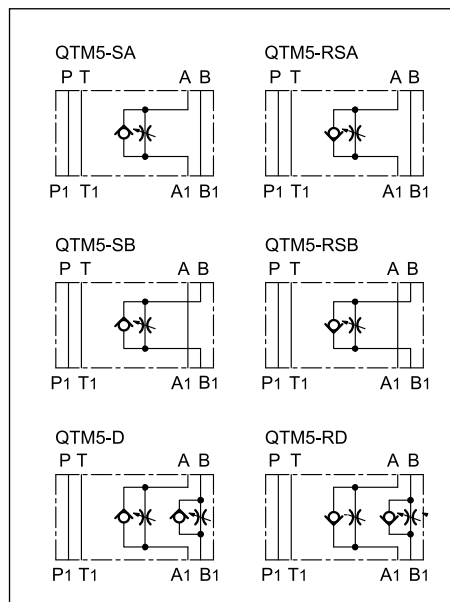 QTM5-SA
P T A B
P1 T1 A1 B1
QTM5-RSA
P T A B
P1 T1 A1 B1
QTM5-SB
P T A B
P1 T1 A1 B1
QTM5-RSB
P T A B
P1 T1 A1 B1
QTM5-D
P T A B
P1 T1 A1 B1
QTM5-RD
P T A B
P1 T1 A1 B1